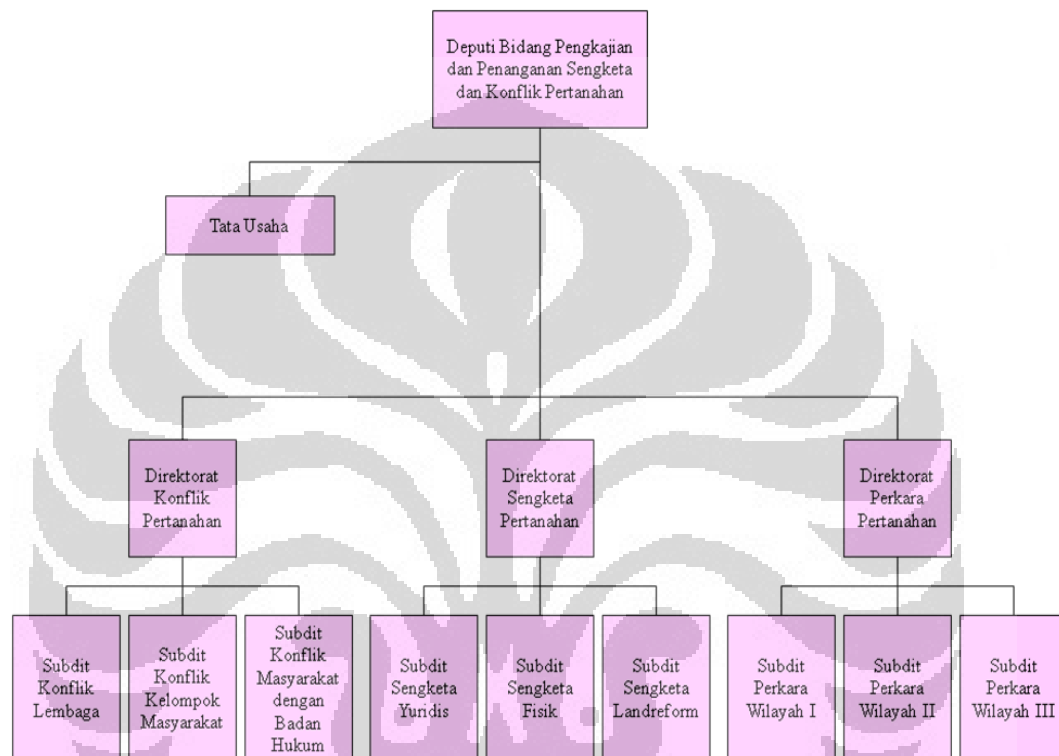 Deputi Bidang Pengkajian
dan Penanganan Sengketa
dan Konflik Pertanahan
Tata Usaha
Direktorat
Konflik
Pertanahan
Direktorat
Sengketa
Pertanahan
Direktorat
Perkara
Pertanahan
Subdit
Konflik
Lembaga
Subdit
Konflik
Kelompok
Masyarakat
Subdit
Konflik
Masyarakat
dengan
Badan
Hukum
Subdit
Sengketa
Yuridis
Subdit
Sengketa
Fisik
Subdit
Sengketa
Landreform
Subdit
Perkara
Wilayah I
Subdit
Perkara
Wilayah II
Subdit
Perkara
Wilayah III